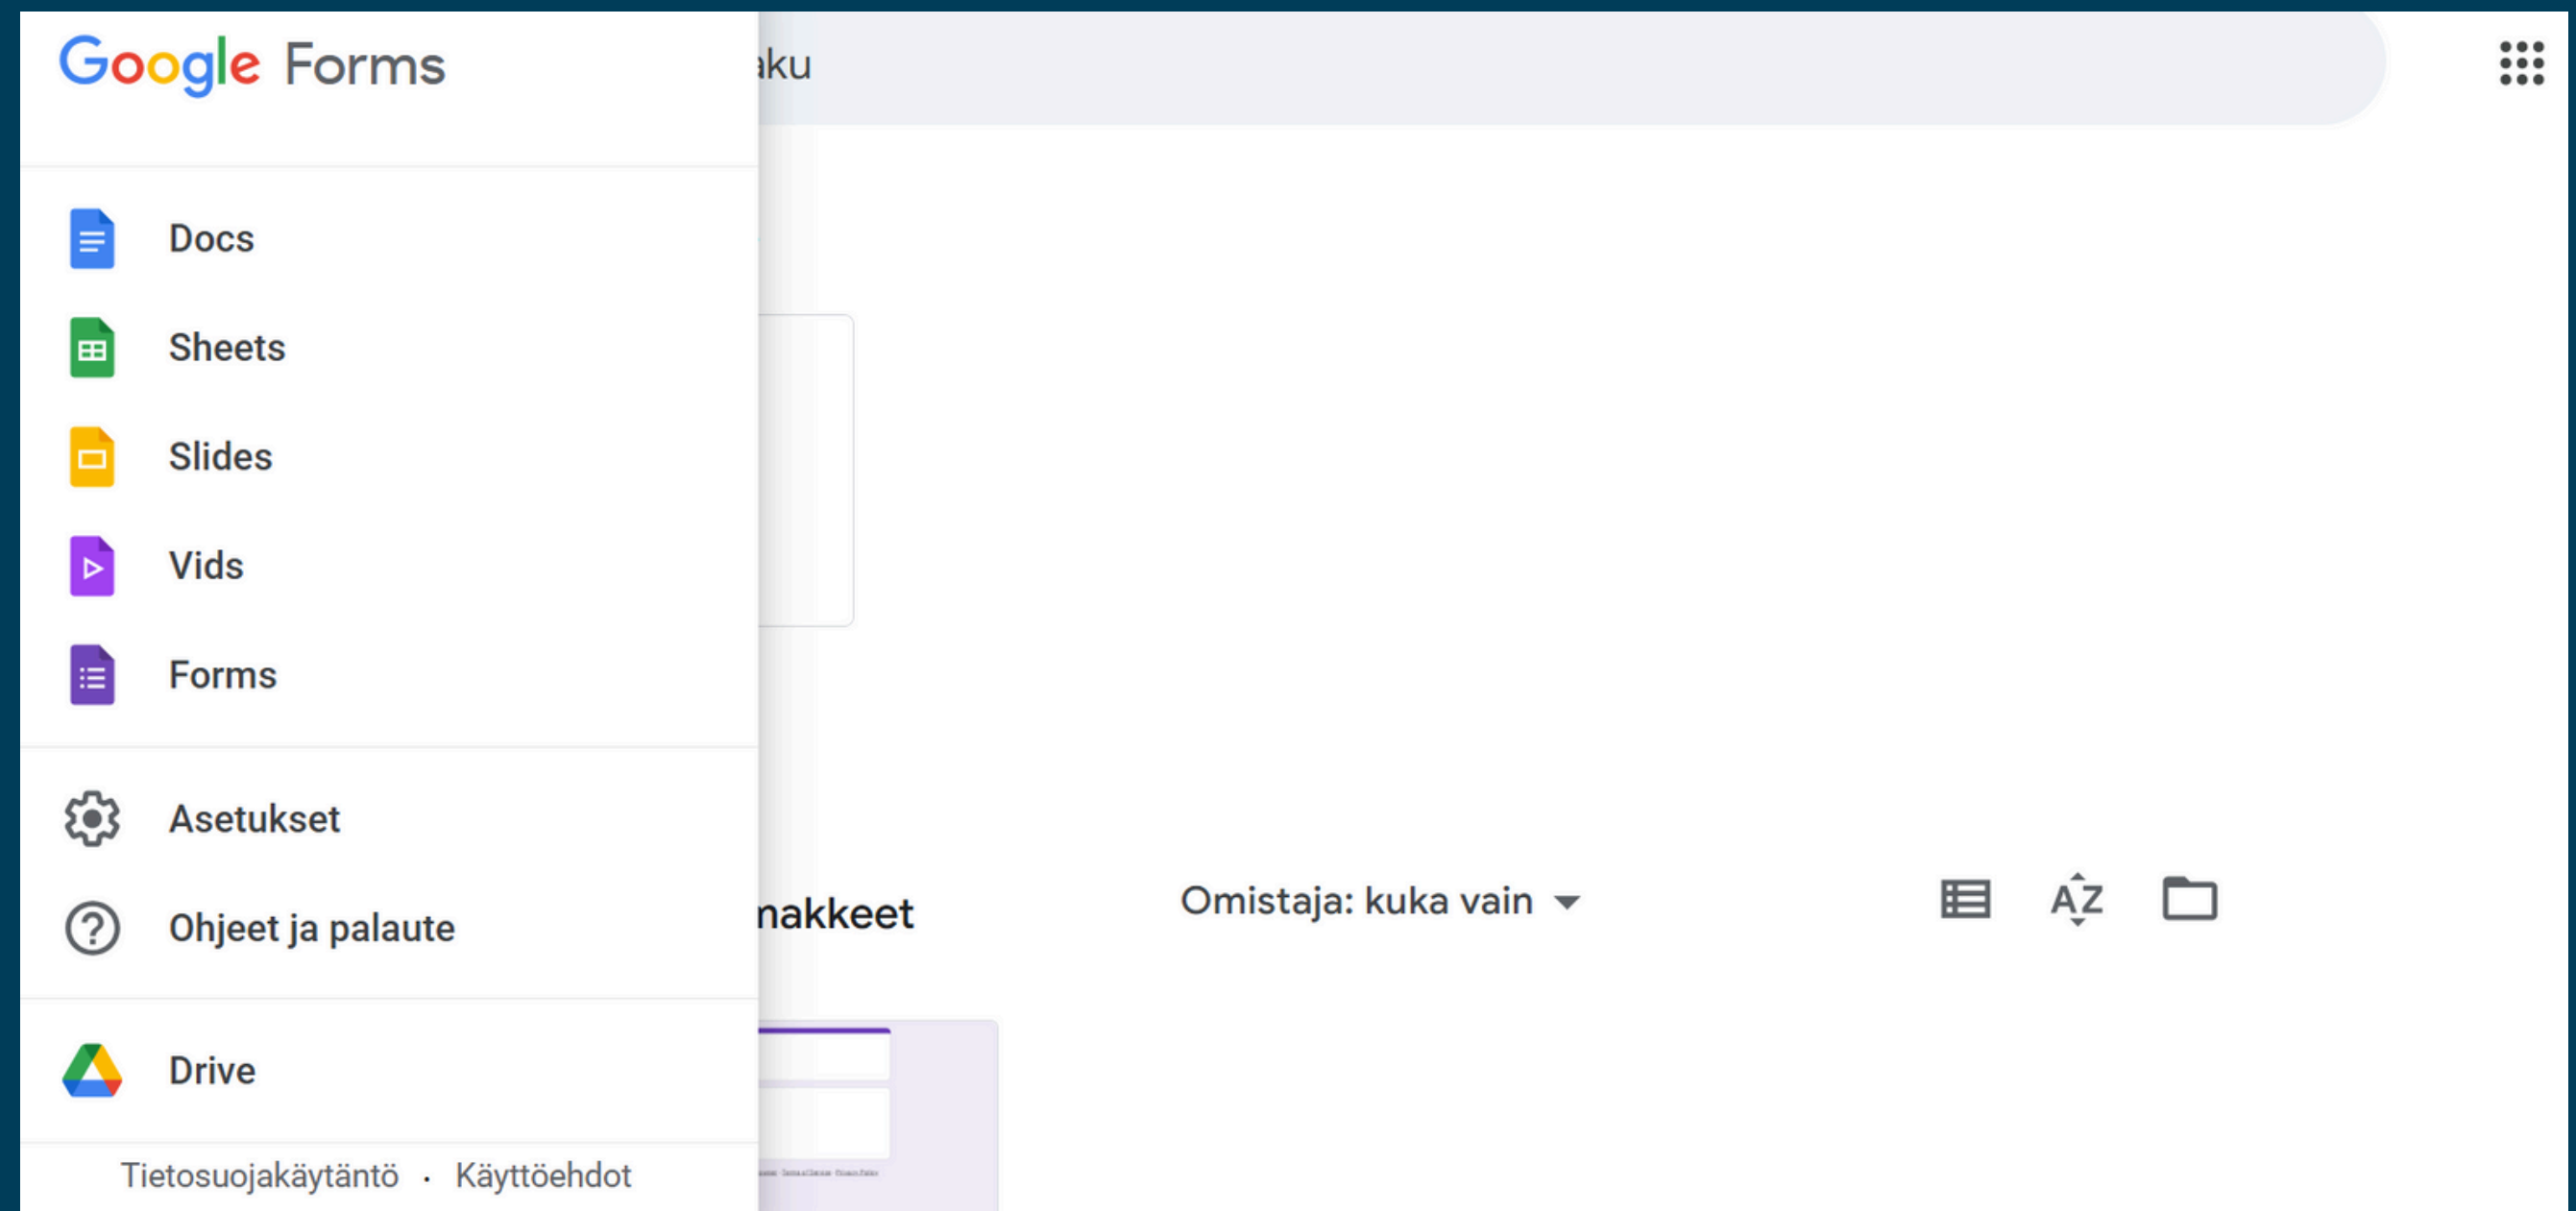 Google Forms
aku
Docs
Sheets
Slides
Vids
Forms
Asetukset
Ohjeet ja palaute
makkeet
Omistaja: kuka vain
AZ
Drive
Tietosuojakäytäntö · Käyttöehdot